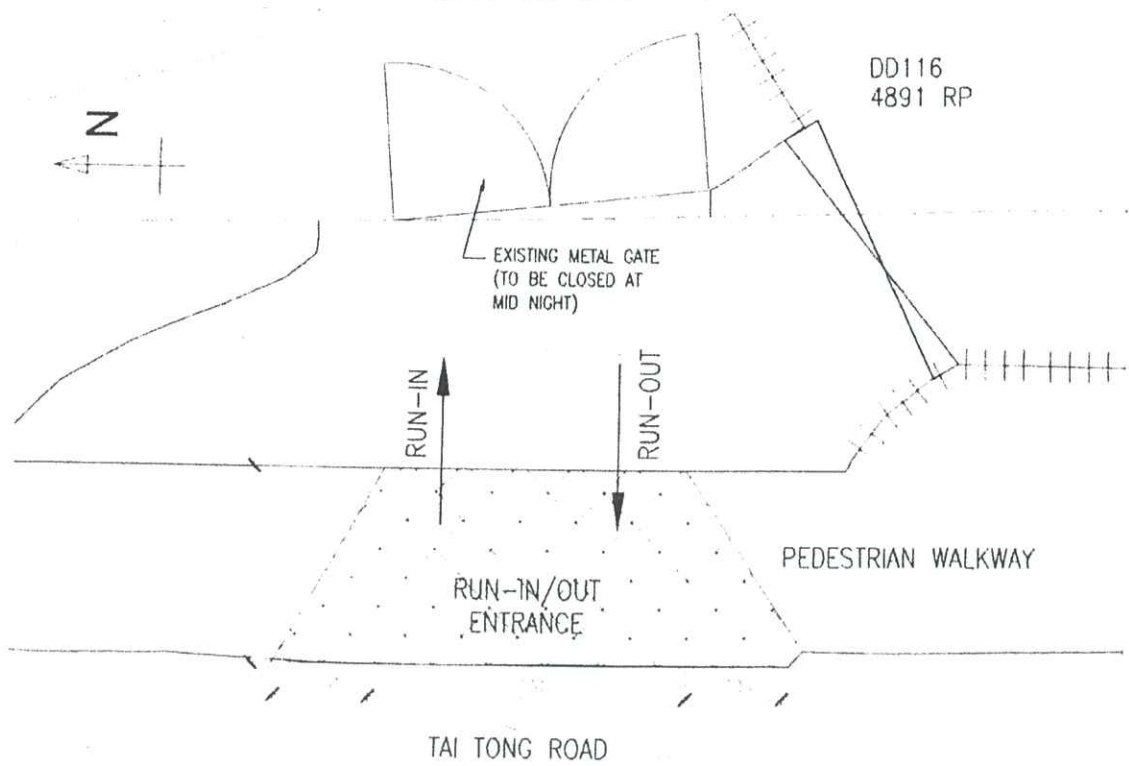 DD116
4891 RP
N
EXISTING METAL GATE
(TO BE CLOSED AT
MID NIGHT)
RUN-IN
RUN-OUT
PEDESTRIAN WALKWAY
RUN-IN/OUT
ENTRANCE
TAI TONG ROAD